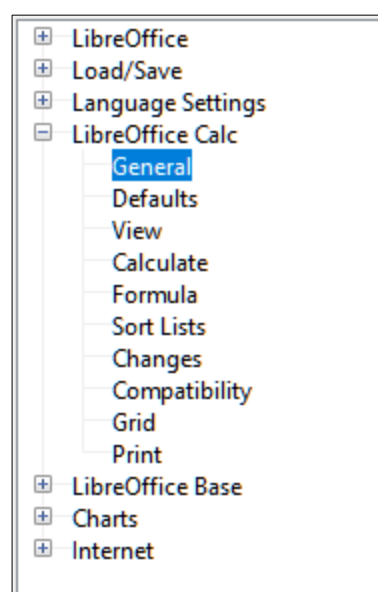 LibreOffice
Load/Save
Language Settings
LibreOffice Calc
General
Defaults
View
Calculate
Formula
Sort Lists
Changes
Compatibility
Grid
Print
LibreOffice Base
Charts
Internet